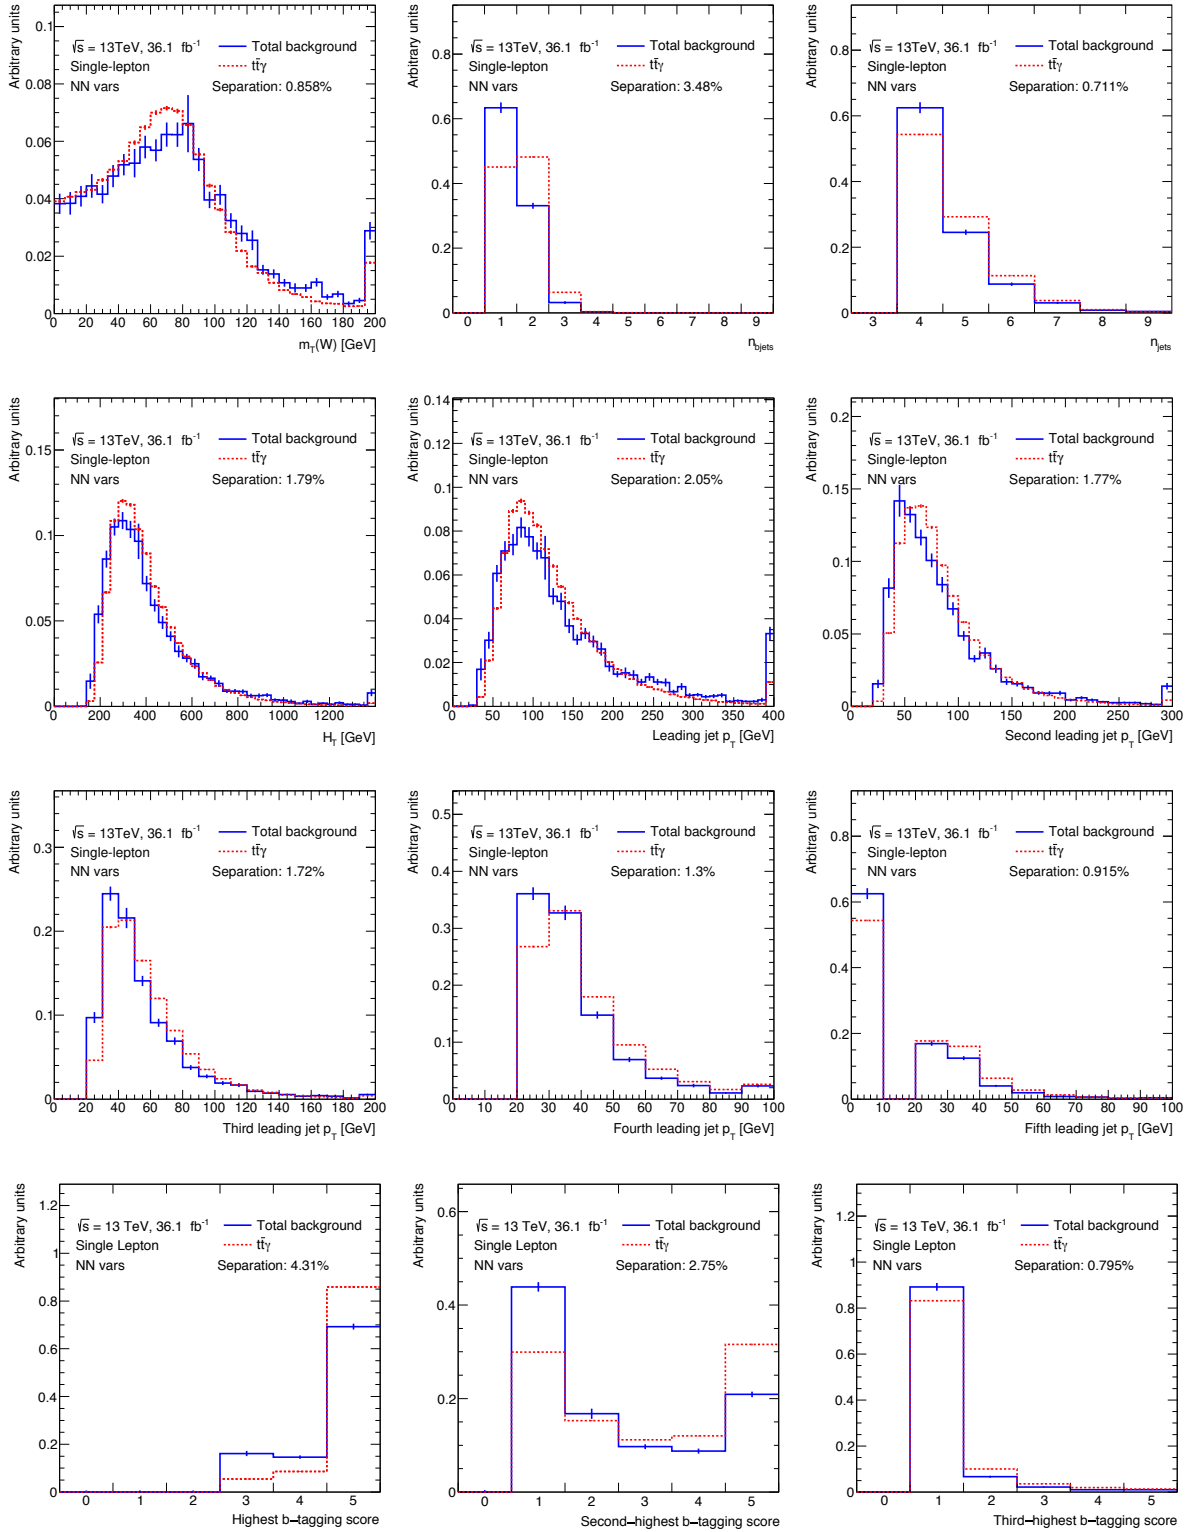 Arbitrary units
√s = 13TeV, 36.1 fb⁻¹
Single-lepton
NN vars
Total background
tt̄γ
Separation: 0.858%
0.1
0.08
0.06
0.04
0.02
0
0 20 40 60 80 100 120 140 160 180 200
m_T(W) [GeV]
Arbitrary units
√s = 13TeV, 36.1 fb⁻¹
Single-lepton
NN vars
Total background
tt̄γ
Separation: 3.48%
0.8
0.6
0.4
0.2
0
0 1 2 3 4 5 6 7 8 9
n_bjets
Arbitrary units
√s = 13TeV, 36.1 fb⁻¹
Single-lepton
NN vars
Total background
tt̄γ
Separation: 0.711%
0.8
0.6
0.4
0.2
0
3 4 5 6 7 8 9
n_jets
Arbitrary units
√s = 13TeV, 36.1 fb⁻¹
Single-lepton
NN vars
Total background
tt̄γ
Separation: 1.79%
0.15
0.1
0.05
0
0 200 400 600 800 1000 1200
H_T [GeV]
Arbitrary units
√s = 13TeV, 36.1 fb⁻¹
Single-lepton
NN vars
Total background
tt̄γ
Separation: 2.05%
0.14
0.12
0.1
0.08
0.06
0.04
0.02
0
0 50 100 150 200 250 300 350 400
Leading jet p_T [GeV]
Arbitrary units
√s = 13TeV, 36.1 fb⁻¹
Single-lepton
NN vars
Total background
tt̄γ
Separation: 1.77%
0.2
0.15
0.1
0.05
0
0 50 100 150 200 250 300
Second leading jet p_T [GeV]
Arbitrary units
√s = 13TeV, 36.1 fb⁻¹
Single-lepton
NN vars
Total background
tt̄γ
Separation: 1.72%
0.3
0.2
0.1
0
0 20 40 60 80 100 120 140 160 180 200
Third leading jet p_T [GeV]
Arbitrary units
√s = 13TeV, 36.1 fb⁻¹
Single-lepton
NN vars
Total background
tt̄γ
Separation: 1.3%
0.5
0.4
0.3
0.2
0.1
0
0 10 20 30 40 50 60 70 80 90 100
Fourth leading jet p_T [GeV]
Arbitrary units
√s = 13TeV, 36.1 fb⁻¹
Single-lepton
NN vars
Total background
tt̄γ
Separation: 0.915%
0.8
0.6
0.4
0.2
0
0 10 20 30 40 50 60 70 80 90 100
Fifth leading jet p_T [GeV]
Arbitrary units
√s = 13 TeV, 36.1 fb⁻¹
Single Lepton
NN vars
Total background
tt̄γ
Separation: 4.31%
1.2
1
0.8
0.6
0.4
0.2
0
0 1 2 3 4 5
Highest b−tagging score
Arbitrary units
√s = 13 TeV, 36.1 fb⁻¹
Single Lepton
NN vars
Total background
tt̄γ
Separation: 2.75%
0.6
0.4
0.2
0
0 1 2 3 4 5
Second−highest b−tagging score
Arbitrary units
√s = 13 TeV, 36.1 fb⁻¹
Single Lepton
NN vars
Total background
tt̄γ
Separation: 0.795%
1.2
1
0.8
0.6
0.4
0.2
0
0 1 2 3 4 5
Third−highest b−tagging score